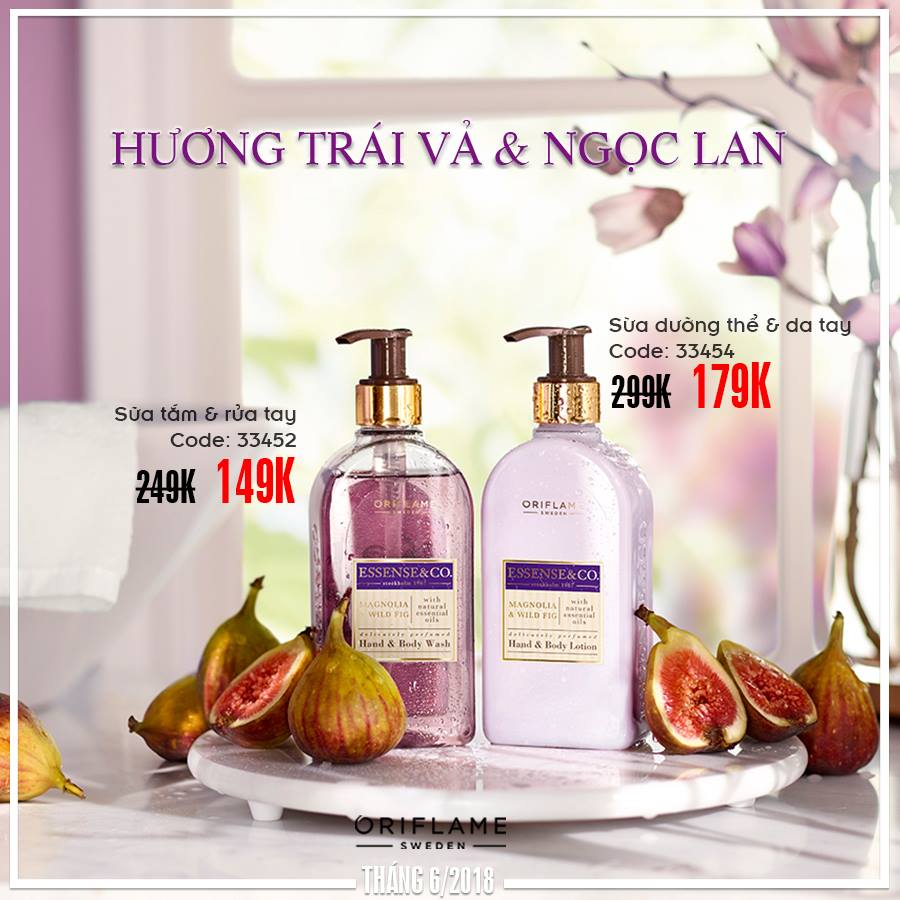 HƯƠNG TRÁI VẢ & NGỌC LAN
Sữa dưỡng thể & da tay
Code: 33454
299K 179K
Sữa tắm & rửa tay
Code: 33452
249K 149K
ORIFLAME
SWEDEN
ESSENSE&CO.
stockholm 1967
MAGNOLIA & WILD FIG
with natural essential oils
delicately perfumed
Hand & Body Wash
ORIFLAME
SWEDEN
ESSENSE&CO.
stockholm 1967
MAGNOLIA & WILD FIG
with natural essential oils
delicately perfumed
Hand & Body Lotion
ORIFLAME
SWEDEN
THÁNG 6/2018